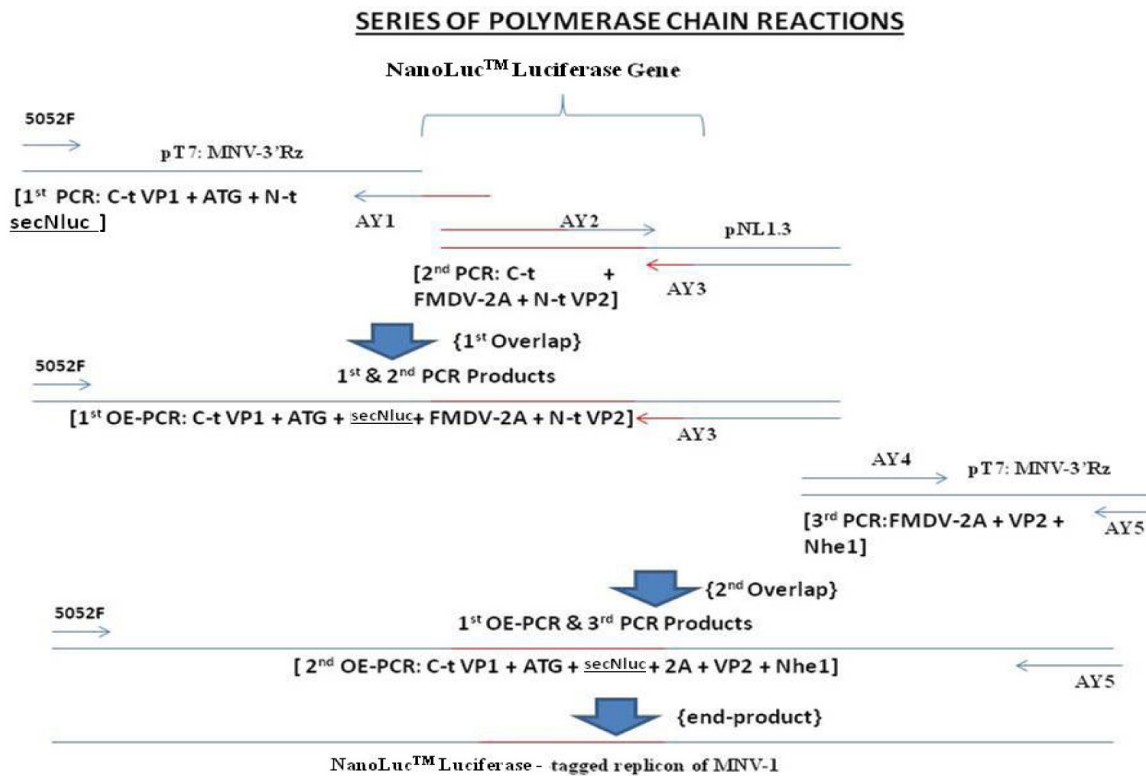 SERIES OF POLYMERASE CHAIN REACTIONS
NanoLuc™ Luciferase Gene
5052F
pT7: MNV-3'Rz
[1st PCR: C-t VP1 + ATG + N-t
secNluc ]
AY1
AY2
pNL1.3
[2nd PCR: C-t +
FMDV-2A + N-t VP2]
AY3
{1st Overlap}
5052F
1st & 2nd PCR Products
[1st OE-PCR: C-t VP1 + ATG + secNluc+ FMDV-2A + N-t VP2]
AY3
AY4
pT7: MNV-3'Rz
[3rd PCR:FMDV-2A + VP2 +
Nhe1]
AY5
{2nd Overlap}
5052F
1st OE-PCR & 3rd PCR Products
[ 2nd OE-PCR: C-t VP1 + ATG + secNluc + 2A + VP2 + Nhe1]
AY5
{end-product}
NanoLuc™ Luciferase - tagged replicon of MNV-1